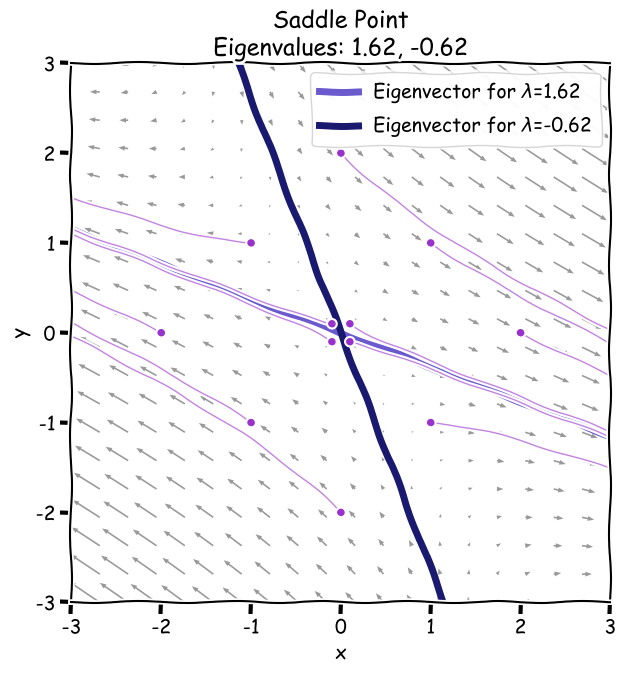 Saddle Point
Eigenvalues: 1.62, -0.62
Eigenvector for λ=1.62
Eigenvector for λ=-0.62
3
2
1
0
-1
-2
-3
y
-3
-2
-1
0
1
2
3
x